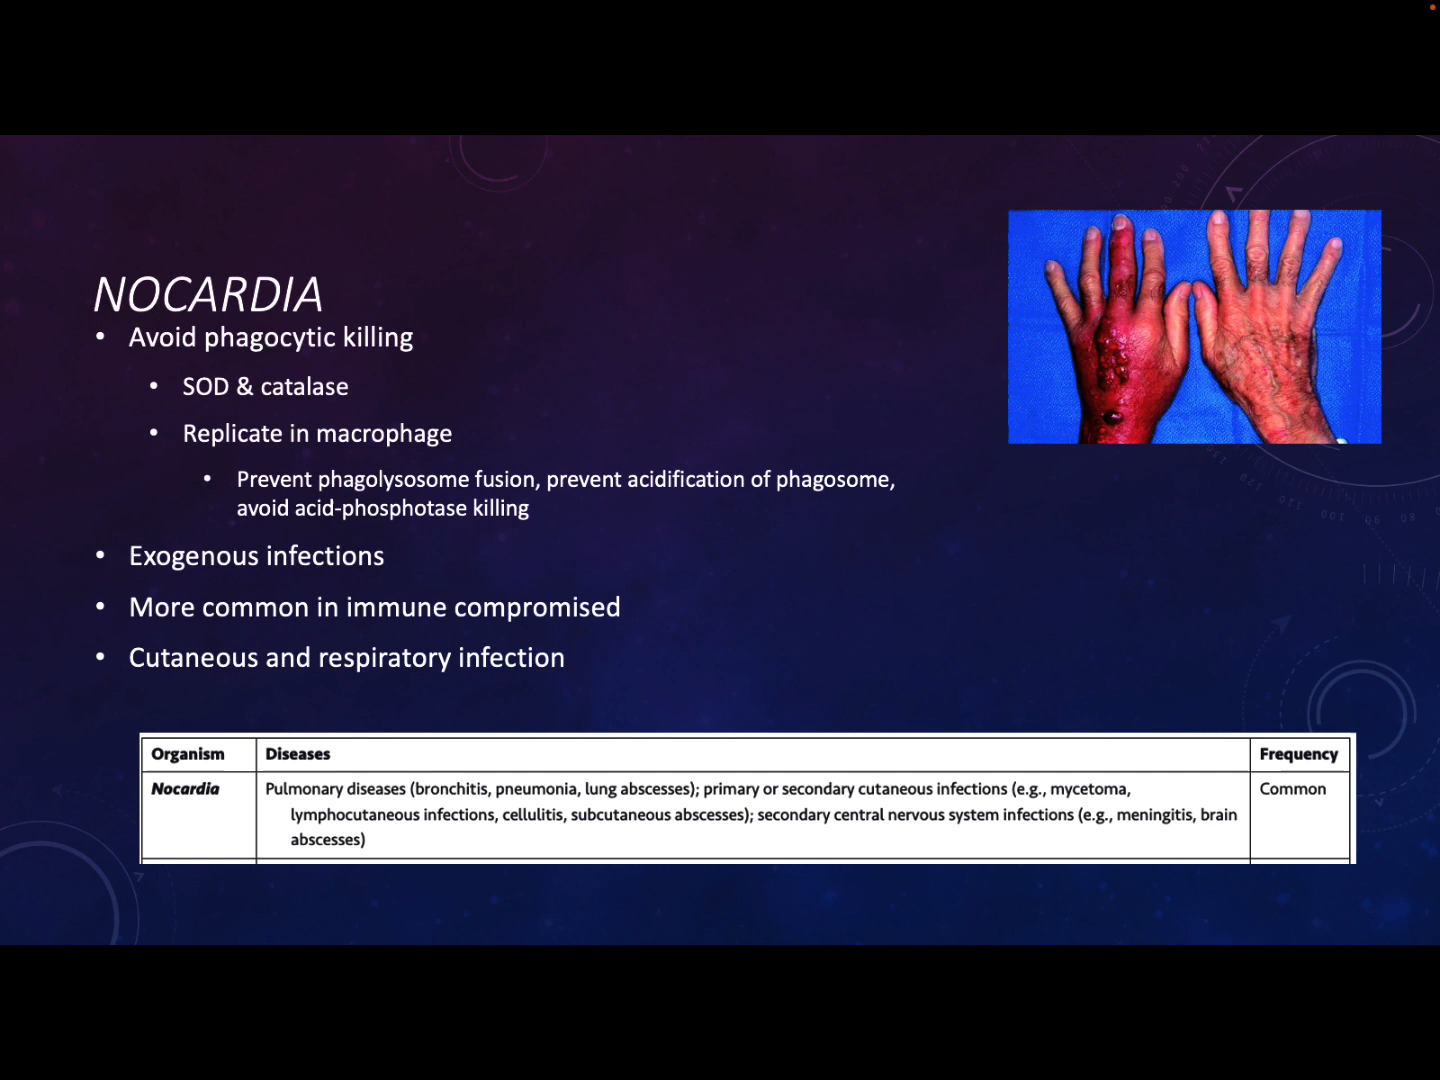 NOCARDIA
• Avoid phagocytic killing
• SOD & catalase
• Replicate in macrophage
• Prevent phagolysosome fusion, prevent acidification of phagosome,
avoid acid-phosphotase killing
• Exogenous infections
• More common in immune compromised
• Cutaneous and respiratory infection
Organism Diseases Frequency
Nocardia Pulmonary diseases (bronchitis, pneumonia, lung abscesses); primary or secondary cutaneous infections (e.g., mycetoma, Common
lymphocutaneous infections, cellulitis, subcutaneous abscesses); secondary central nervous system infections (e.g., meningitis, brain
abscesses)